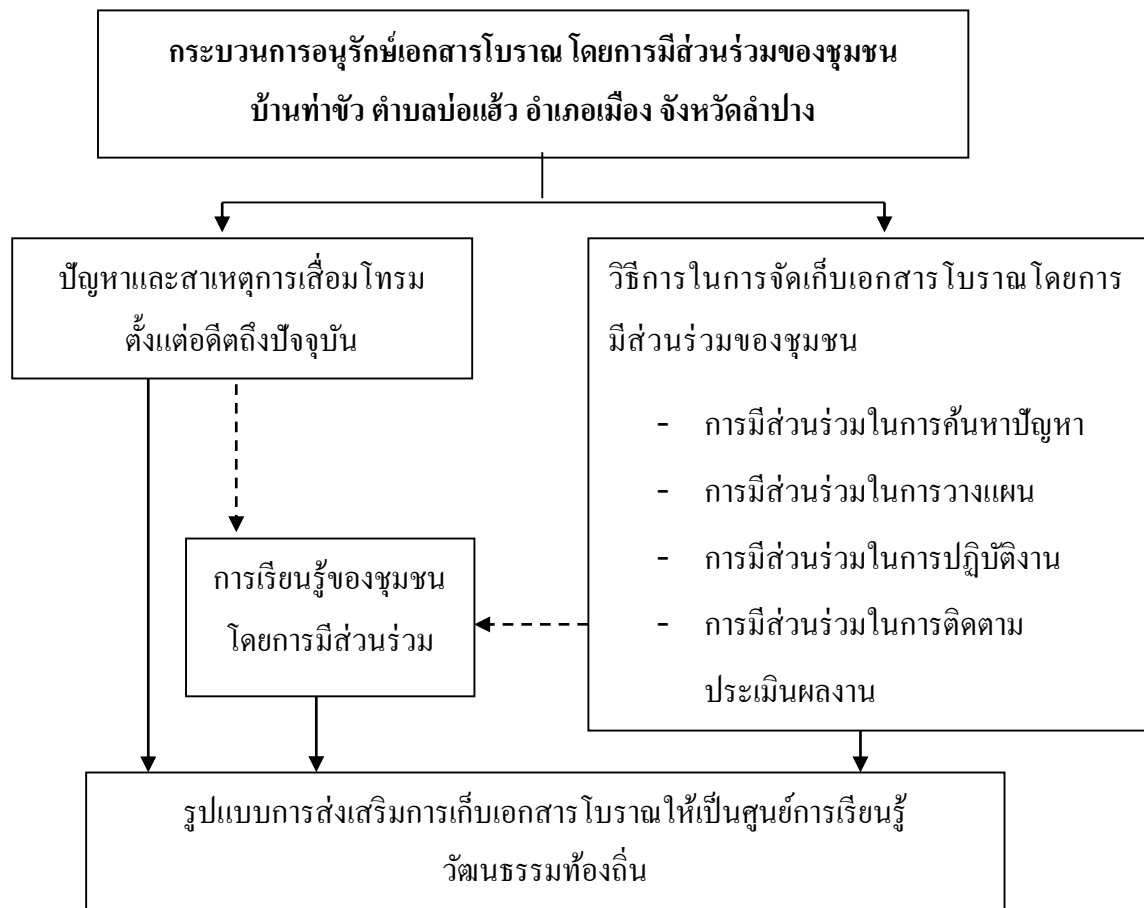 กระบวนการอนุรักษ์เอกสารโบราณ โดยการมีส่วนร่วมของชุมชน
บ้านท่าขัว ตำบลบ่อแฮ้ว อำเภอเมือง จังหวัดลำปาง
ปัญหาและสาเหตุการเสื่อมโทรม
ตั้งแต่อดีตถึงปัจจุบัน
วิธีการในการจัดเก็บเอกสารโบราณโดยการ
มีส่วนร่วมของชุมชน
- การมีส่วนร่วมในการค้นหาปัญหา
- การมีส่วนร่วมในการวางแผน
- การมีส่วนร่วมในการปฏิบัติงาน
- การมีส่วนร่วมในการติดตาม
ประเมินผลงาน
การเรียนรู้ของชุมชน
โดยการมีส่วนร่วม
รูปแบบการส่งเสริมการเก็บเอกสารโบราณให้เป็นศูนย์การเรียนรู้
วัฒนธรรมท้องถิ่น